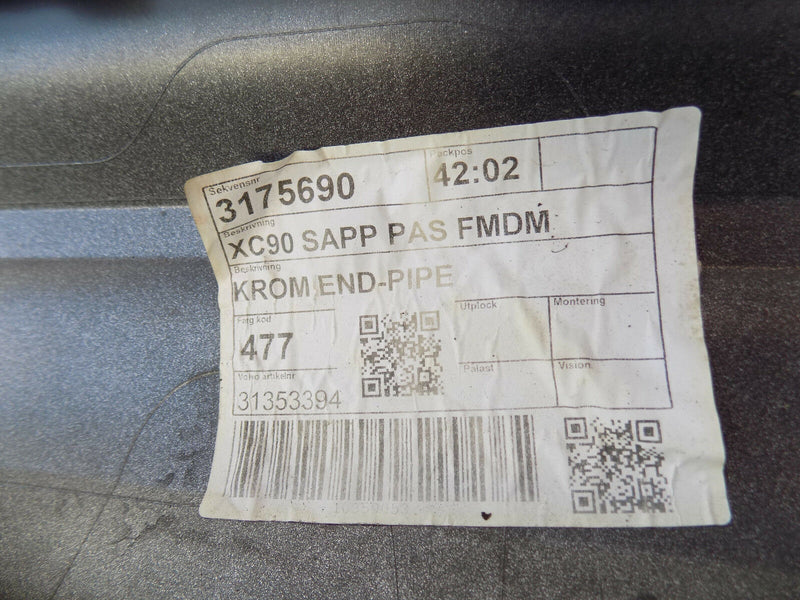 Sekvensnr
Packpos
3175690
42:02
Beskrivning
XC90 SAPP PAS FMDM
Beskrivning
KROM END-PIPE
Färg kod
Utplock
Montering
477
Volvo artikelnr
Palast
Vision
31353394